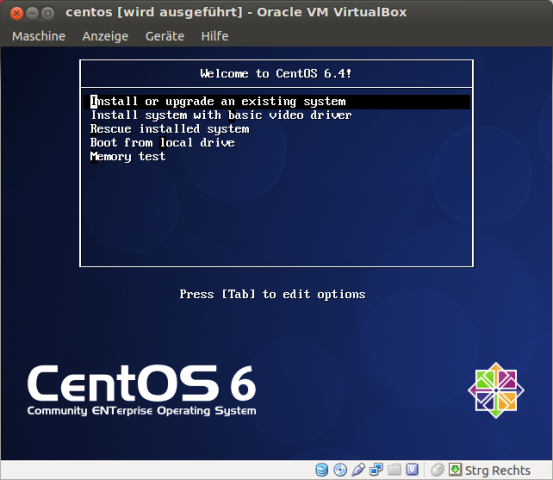 centos [wird ausgeführt] - Oracle VM VirtualBox
Maschine Anzeige Geräte Hilfe
Welcome to CentOS 6.4!
Install or upgrade an existing system
Install system with basic video driver
Rescue installed system
Boot from local drive
Memory test
Press [Tab] to edit options
CentOS 6
Community ENTerprise Operating System
Strg Rechts